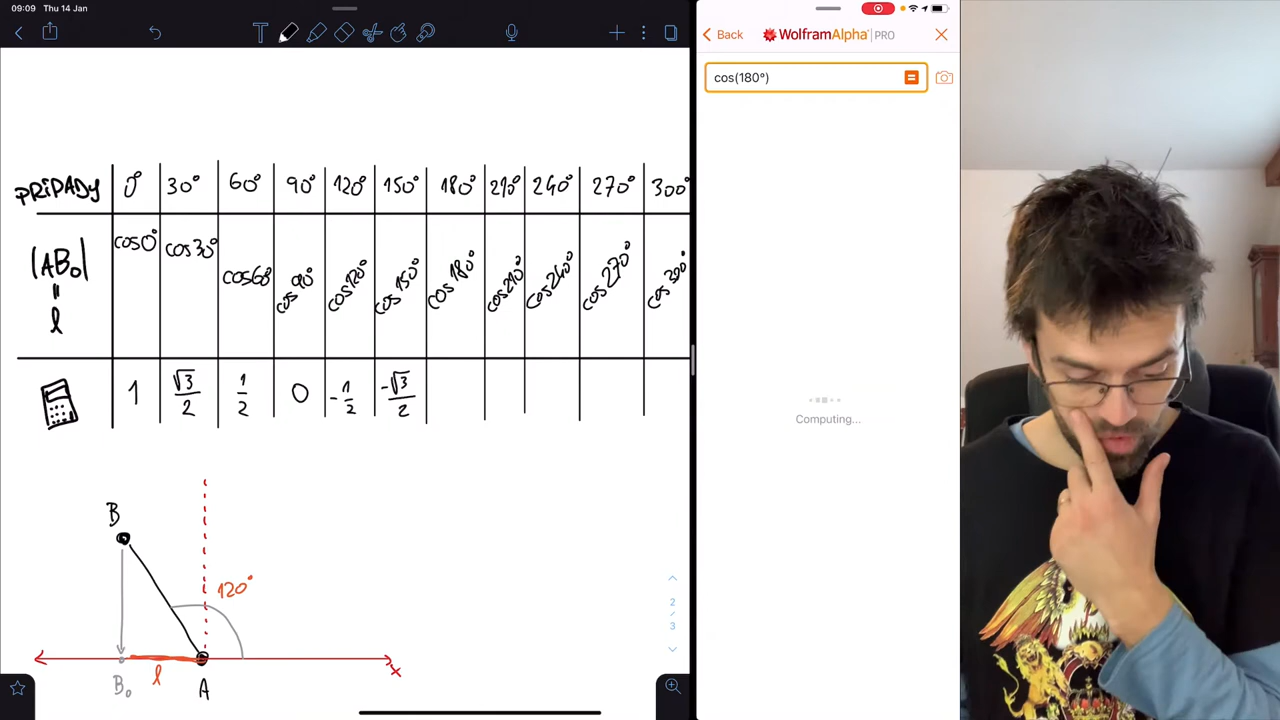 09:09 Thu 14 Jan
Back WolframAlpha PRO
cos(180°)
Computing...
PRÍPADY 0° 30° 60° 90° 120° 150° 180° 210° 240° 270° 300°
|AB₀| cos0° cos30° cos60° cos90° cos120° cos150° cos180° cos210° cos240° cos270° cos300°
"
l
1 √3/2 1/2 0 -1/2 -√3/2
B
120°
2
/
3
l
x
B₀ A